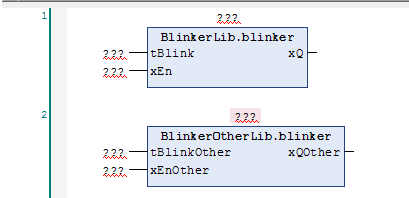 1
???
BlinkerLib.blinker
??? tBlink xQ
??? xEn
2
???
BlinkerOtherLib.blinker
??? tBlinkOther xQOther
??? xEnOther